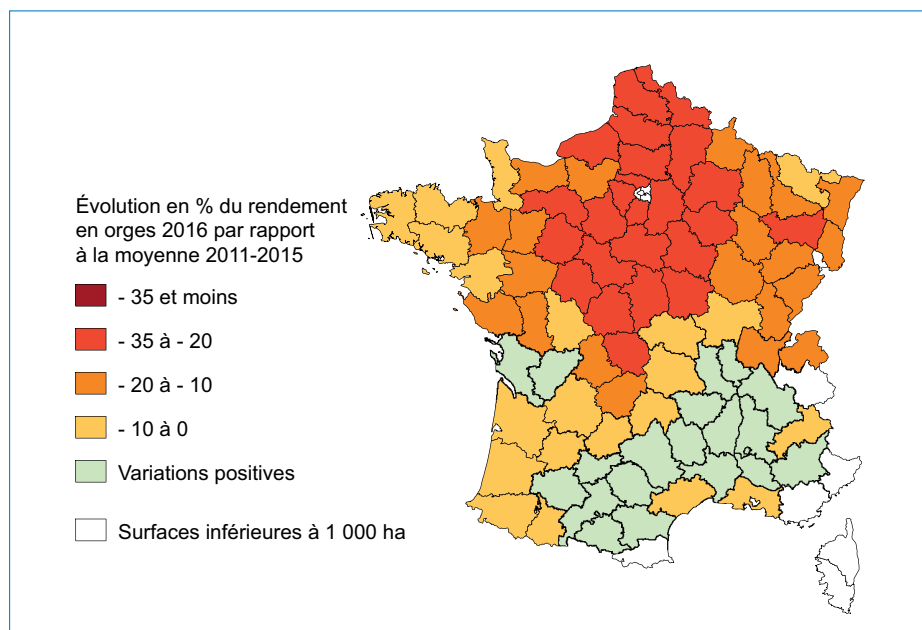 Évolution en % du rendement
en orges 2016 par rapport
à la moyenne 2011-2015
- 35 et moins
- 35 à - 20
- 20 à - 10
- 10 à 0
Variations positives
Surfaces inférieures à 1 000 ha